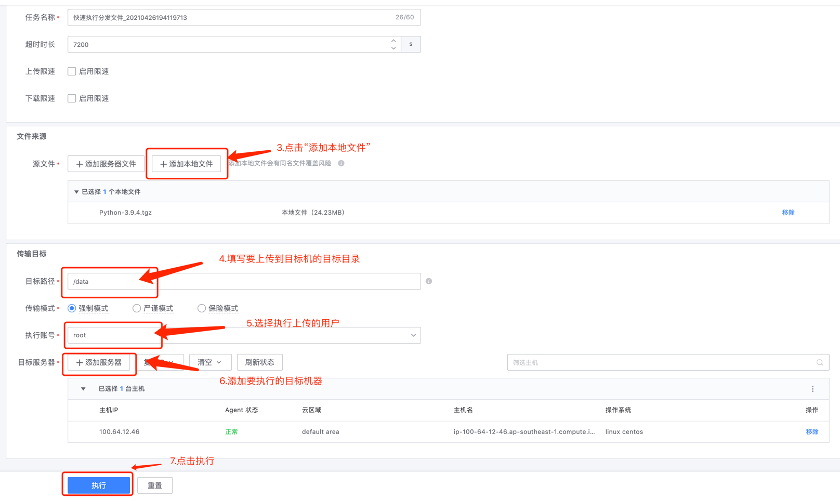 任务名称* 快速执行分发文件_20210426194119713 26/60
超时时长 7200 s
上传限速 启用限速
下载限速 启用限速
文件来源
3.点击“添加本地文件”
源文件* + 添加服务器文件 + 添加本地文件 添加本地文件会有同名文件覆盖风险
已选择 1 个本地文件
Python-3.9.4.tgz 本地文件 (24.23MB) 移除
传输目标
4.填写要上传到目标机的目标目录
目标路径* /data
传输模式* 强制模式 严谨模式 保险模式
5.选择执行上传的用户
执行账号* root
目标服务器* + 添加服务器 清空 刷新状态 筛选主机
6.添加要执行的目标机器
已选择 1 台主机
主机IP Agent 状态 云区域 主机名 操作系统 操作
100.64.12.46 正常 default area ip-100-64-12-46.ap-southeast-1.compute.i... linux centos 移除
7.点击执行
执行 重置